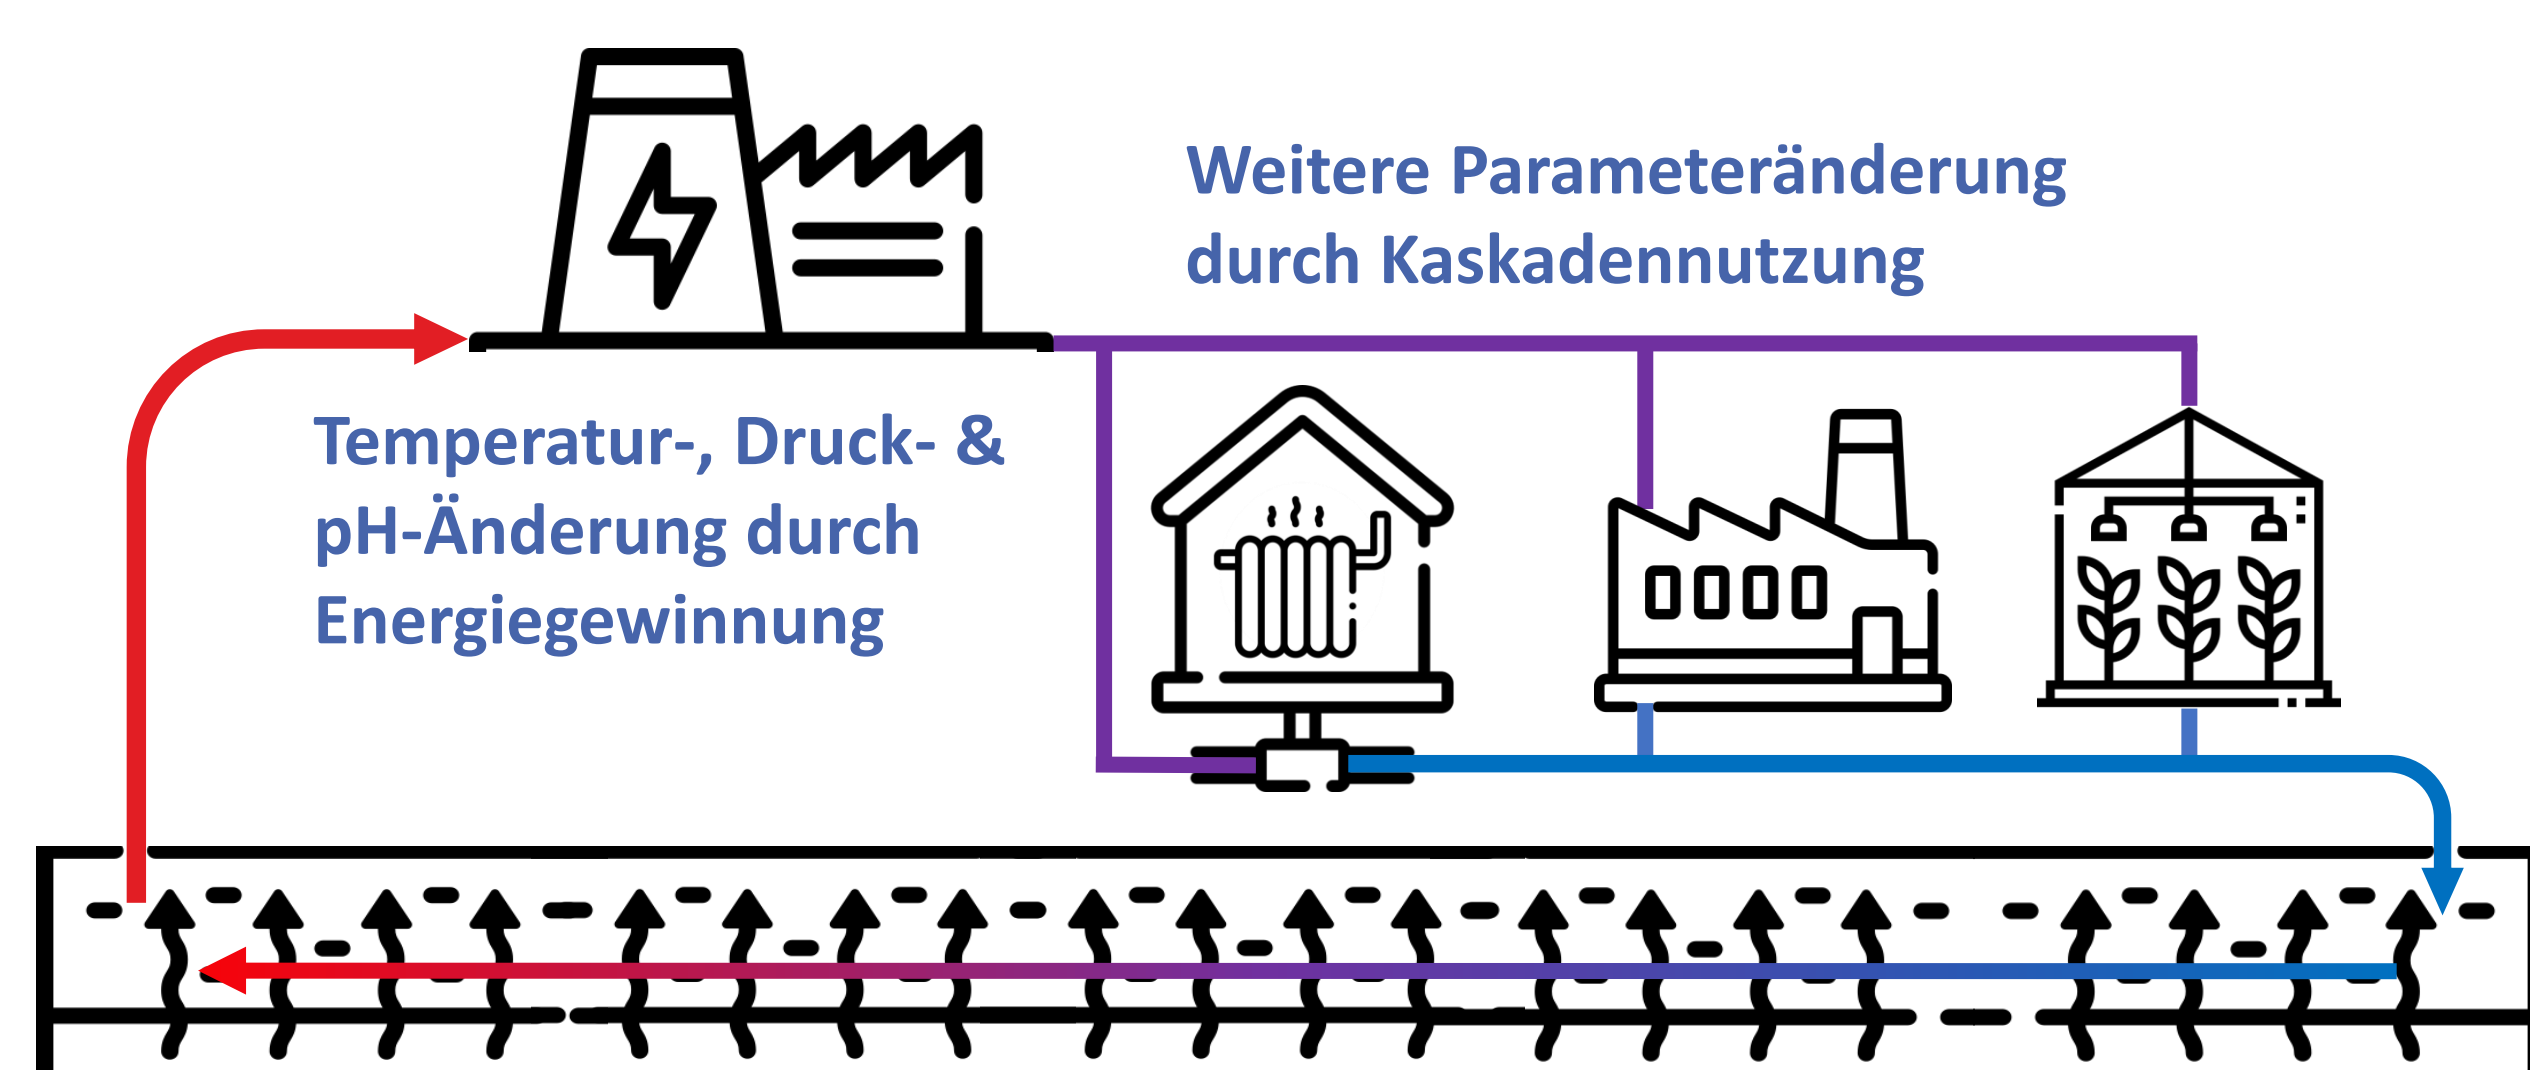 Weitere Parameteränderung
durch Kaskadennutzung
Temperatur-, Druck- &
pH-Änderung durch
Energiegewinnung